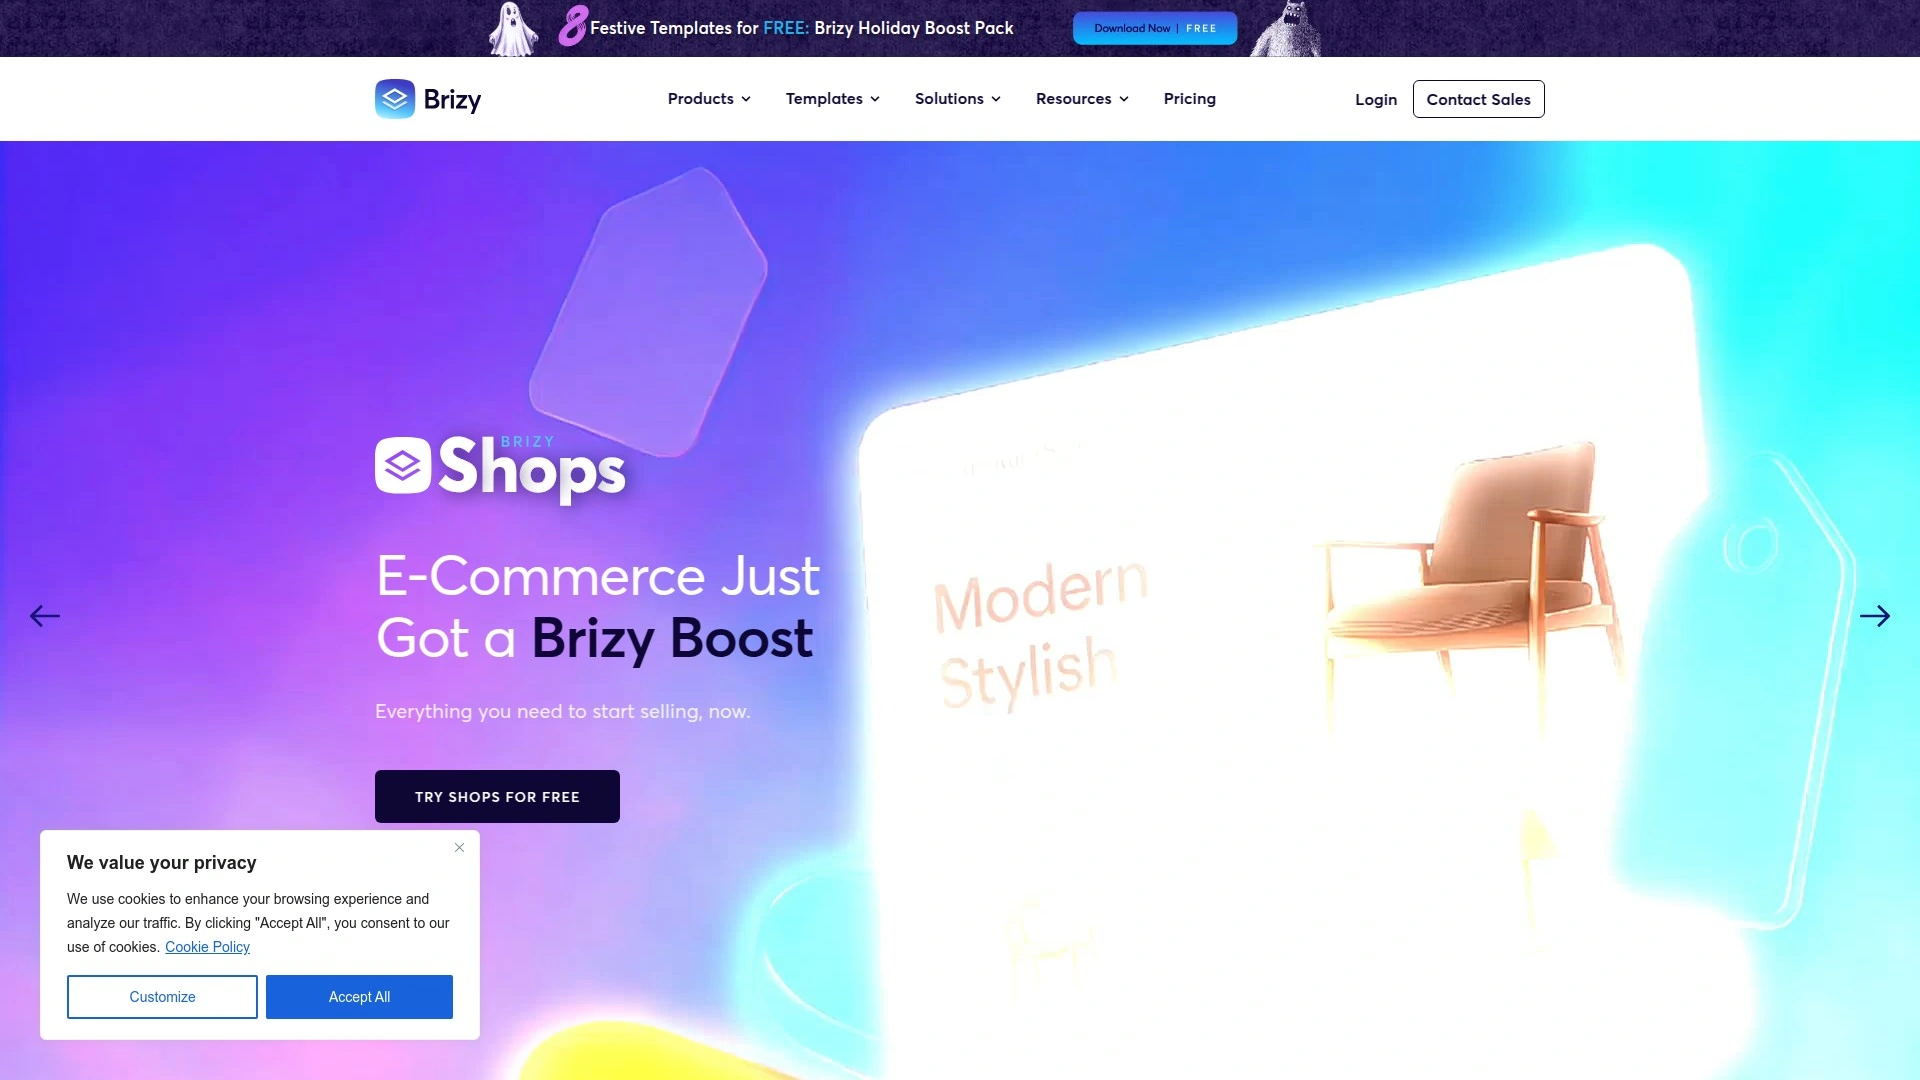 8 Festive Templates for FREE: Brizy Holiday Boost Pack
Download Now | FREE
Brizy
Products
Templates
Solutions
Resources
Pricing
Login
Contact Sales
BRIZY
Shops
E-Commerce Just
Got a Brizy Boost
Everything you need to start selling, now.
TRY SHOPS FOR FREE
Modern
Stylish
We value your privacy
We use cookies to enhance your browsing experience and
analyze our traffic. By clicking "Accept All", you consent to our
use of cookies. Cookie Policy
Customize
Accept All